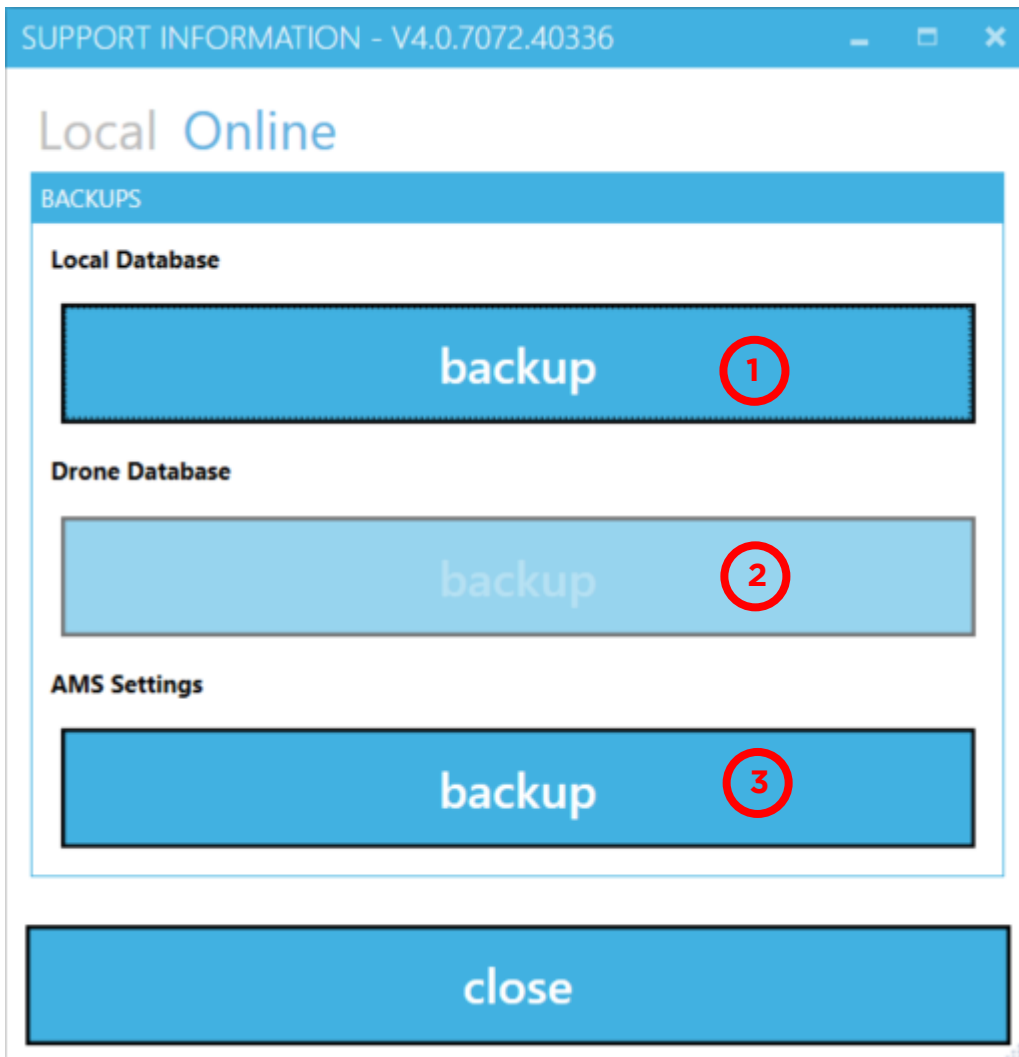 SUPPORT INFORMATION - V4.0.7072.40336
Local Online
BACKUPS
Local Database
backup 1
Drone Database
backup 2
AMS Settings
backup 3
close